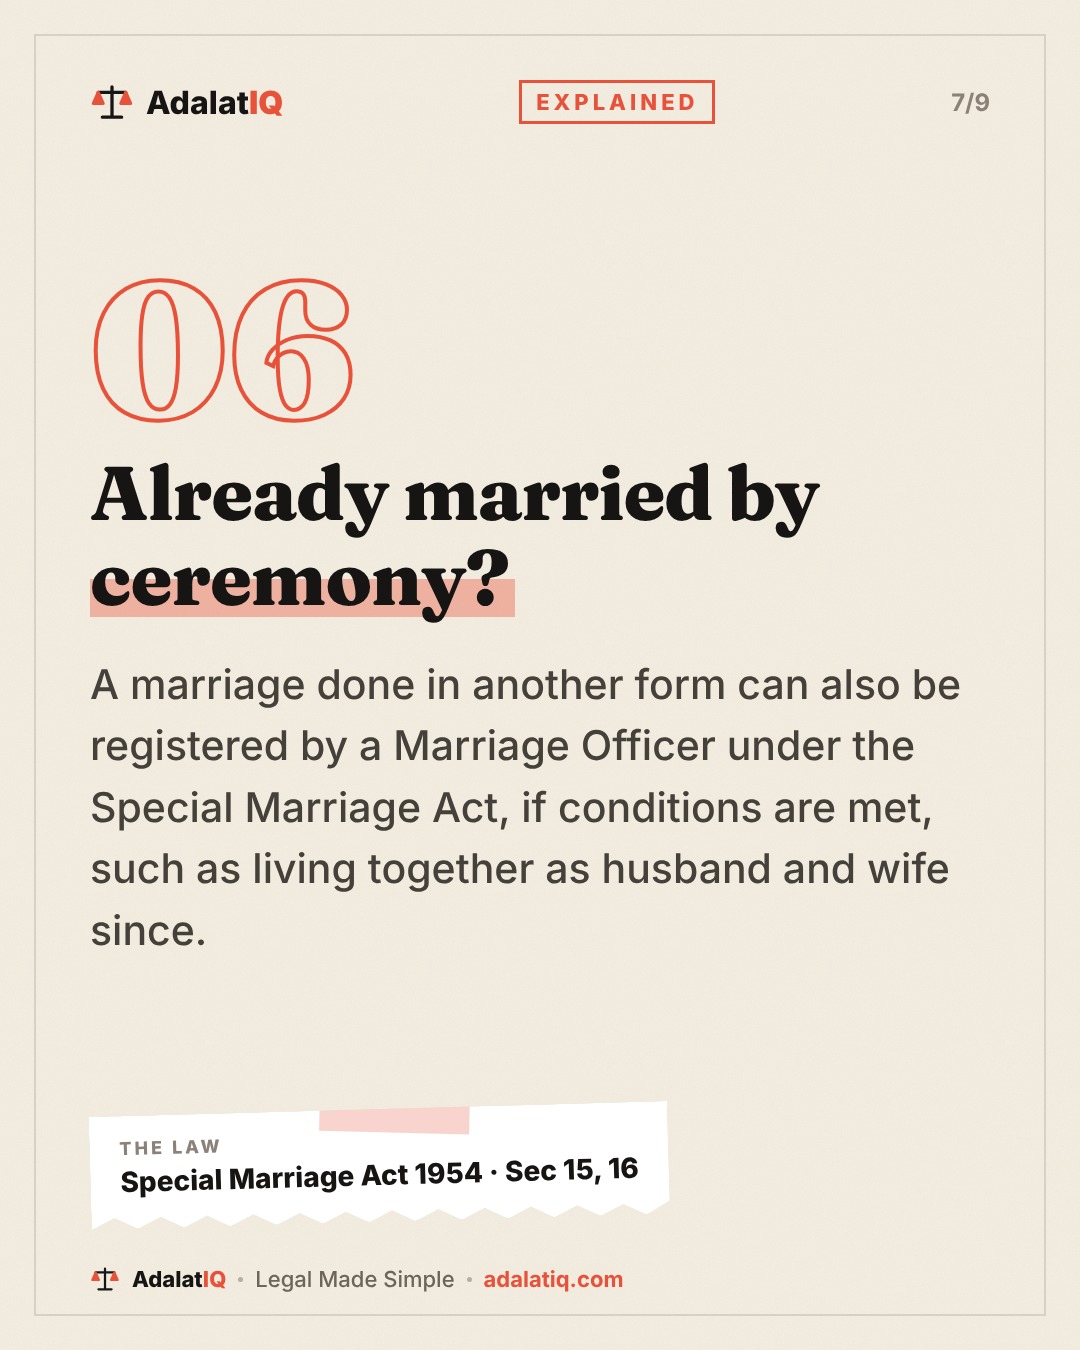 AdalatIQ
EXPLAINED
7/9
06
Already married by
ceremony?
A marriage done in another form can also be
registered by a Marriage Officer under the
Special Marriage Act, if conditions are met,
such as living together as husband and wife
since.
THE LAW
Special Marriage Act 1954 · Sec 15, 16
AdalatIQ • Legal Made Simple • adalatiq.com